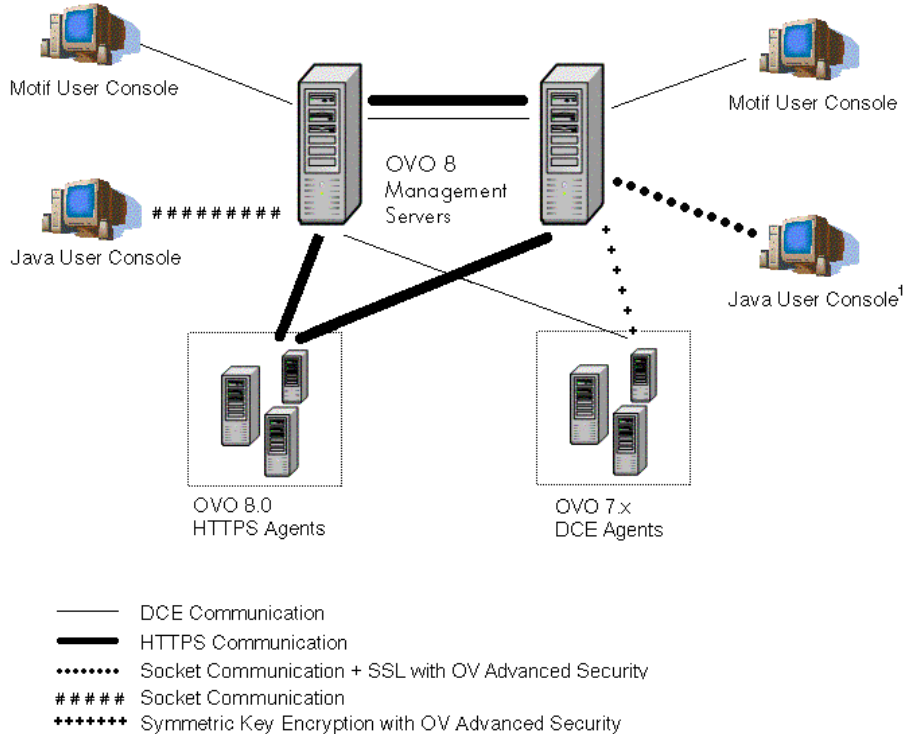 Motif User Console
Motif User Console
OVO 8
Management
Servers
#########
Java User Console
Java User Console1
OVO 8.0
HTTPS Agents
OVO 7.x
DCE Agents
DCE Communication
HTTPS Communication
Socket Communication + SSL with OV Advanced Security
##### Socket Communication
+++++++ Symmetric Key Encryption with OV Advanced Security